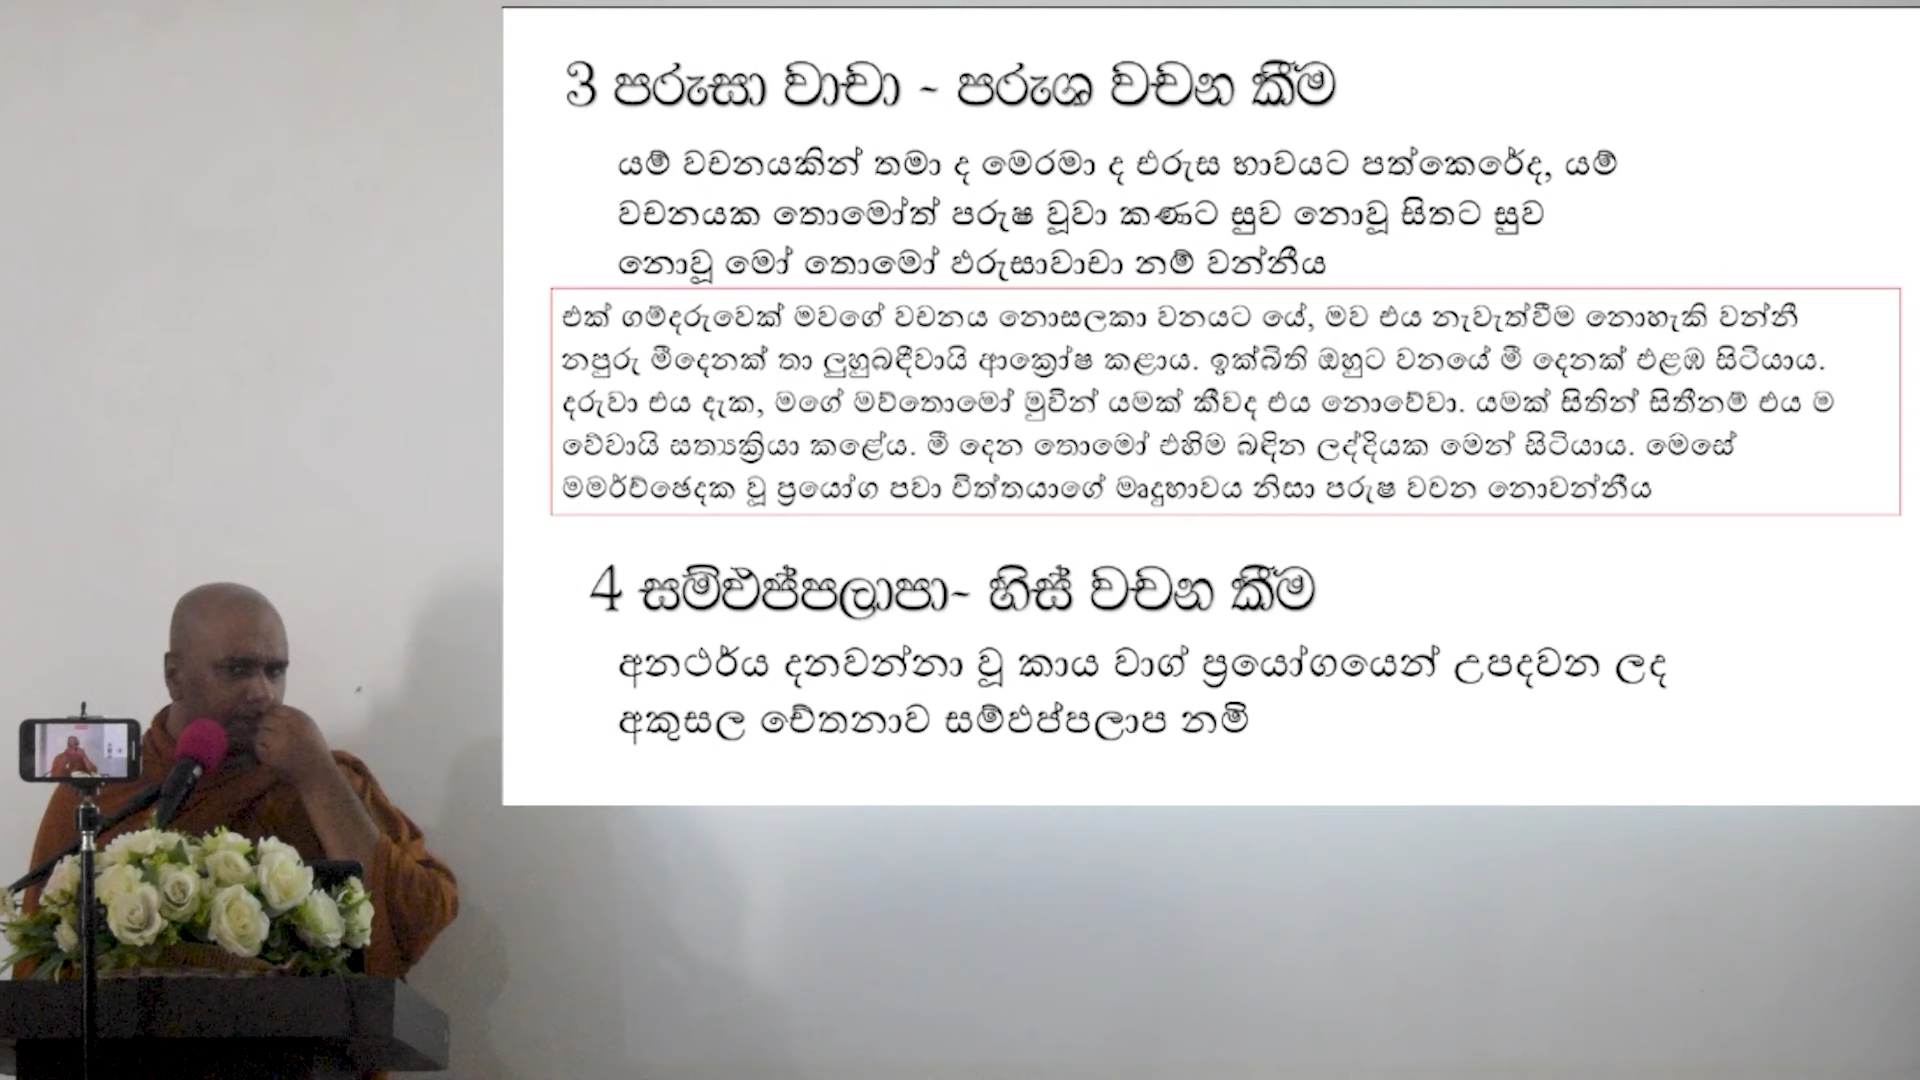 3 පරුසා වාචා - පරුශ වචන කීම
යම් වචනයකින් තමා ද මෙරමා ද එරුස භාවයට පත්කෙරේද, යම්
වචනයක තොමෝත් පරුෂ වූවා කණට සුව නොවූ සිතට සුව
නොවූ මෝ තොමෝ ඵරුසාවාචා නම් වන්නීය
එක් ගම්දරුවෙක් මවගේ වචනය නොසලකා වනයට යේ, මව එය නැවැත්වීම නොහැකි වන්නී
නපුරු මීදෙනක් තා ලුහුබඳීවායි ආක්‍රෝෂ කළාය. ඉක්බිති ඔහුට වනයේ මී දෙනක් එළඹ සිටියාය.
දරුවා එය දැක, මගේ මව්තොමෝ මුවින් යමක් කීවද එය නොවේවා. යමක් සිතින් සිතීනම් එය ම
වේවායි සත්‍යක්‍රියා කළේය. මී දෙන තොමෝ එහිම බඳින ලද්දියක මෙන් සිටියාය. මෙසේ
මමර්ච්ඡෙදක වූ ප්‍රයෝග පවා චිත්තයාගේ මෘදුභාවය නිසා පරුෂ වචන නොවන්නීය
4 සම්ඵප්පලාපා- හිස් වචන කීම
අනථර්ය දනවන්නා වූ කාය වාග් ප්‍රයෝගයෙන් උපදවන ලද
අකුසල චේතනාව සම්ඵප්පලාප නම්